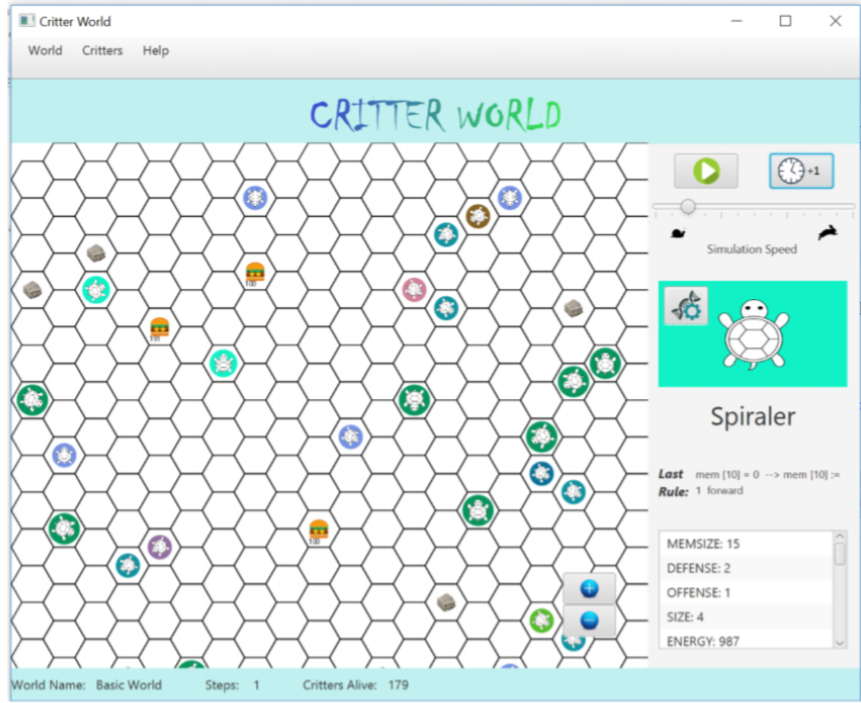 Critter World
World Critters Help
CRITTER WORLD
+1
Simulation Speed
100
Spiraler
Last Rule: mem [10] = 0 --> mem [10] :=
1 forward
100
MEMSIZE: 15
DEFENSE: 2
OFFENSE: 1
SIZE: 4
ENERGY: 987
World Name: Basic World Steps: 1 Critters Alive: 179